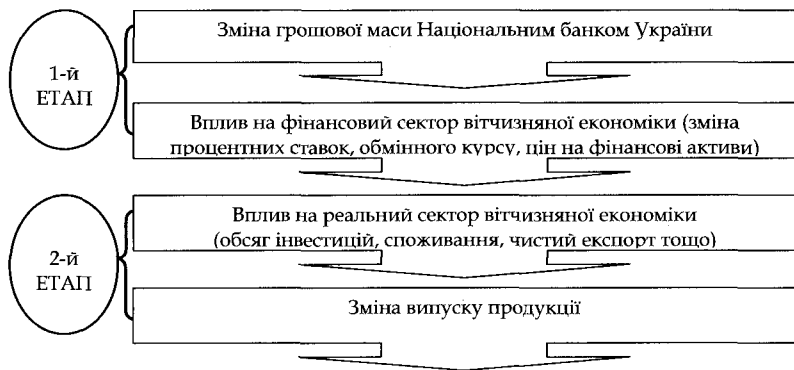 Зміна грошової маси Національним банком України
1-й
ЕТАП
Вплив на фінансовий сектор вітчизняної економіки (зміна
процентних ставок, обмінного курсу, цін на фінансові активи)
Вплив на реальний сектор вітчизняної економіки
(обсяг інвестицій, споживання, чистий експорт тощо)
2-й
ЕТАП
Зміна випуску продукції